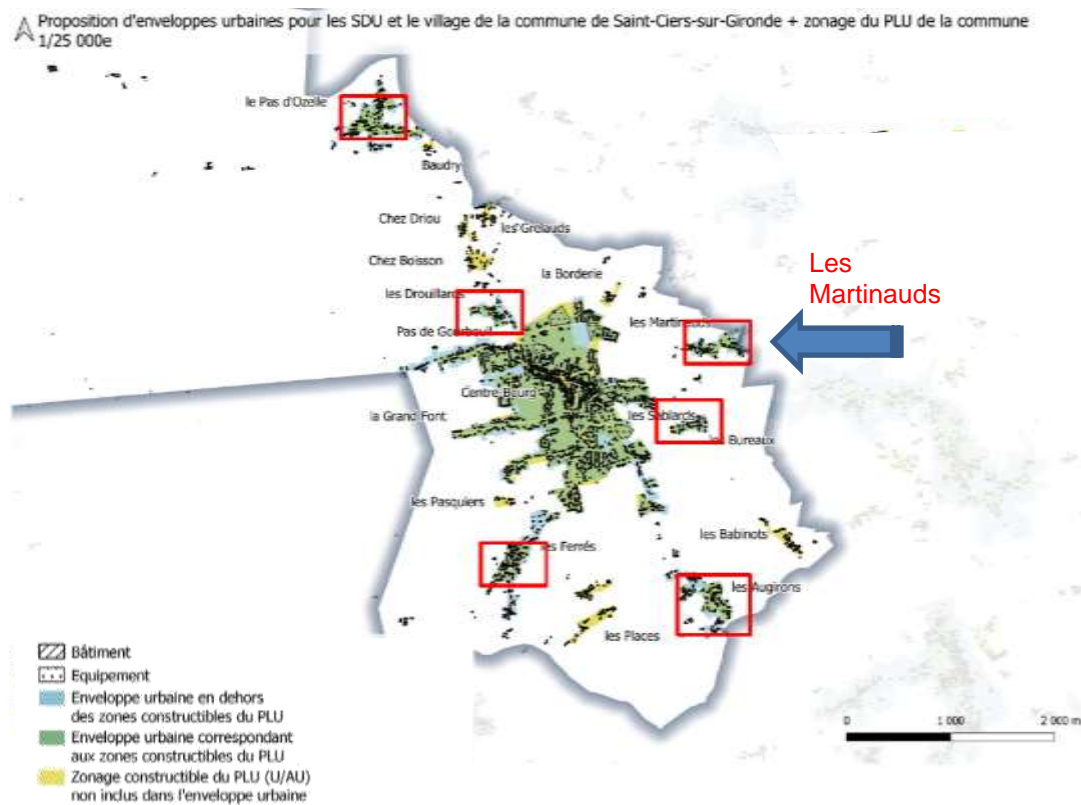 Proposition d'enveloppes urbaines pour les SDU et le village de la commune de Saint-Ciers-sur-Gironde + zonage du PLU de la commune
1/25 000e
le Pas d'Ozelle
Baudry
Chez Driou
les Grelauds
Chez Boisson
la Borderie
Les
Martinauds
les Drouillards
les Martinauds
Pas de Gourbeuil
Centre-Bourg
la Grand Font
les Sablards
les Bureaux
les Pasquiers
les Babinots
les Ferrés
les Augirons
les Places
Bâtiment
Equipement
Enveloppe urbaine en dehors
des zones constructibles du PLU
Enveloppe urbaine correspondant
aux zones constructibles du PLU
Zonage constructible du PLU (U/AU)
non inclus dans l'enveloppe urbaine
0 1 000 2 000 m